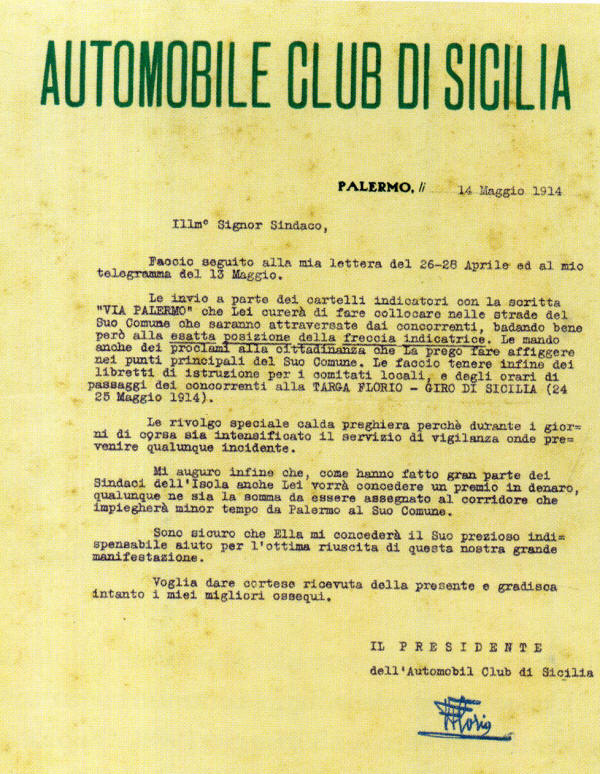 AUTOMOBILE CLUB DI SICILIA
PALERMO, li 14 Maggio 1914
Illmº Signor Sindaco,
Faccio seguito alla mia lettera del 26-28 Aprile ed al mio
telegramma del 13 Maggio.
Le invio a parte dei cartelli indicatori con la scritta
"VIA PALERMO" che Lei curerà di fare collocare nelle strade del
Suo Comune che saranno attraversate dai concorrenti, badando bene
però alla esatta posizione della freccia indicatrice. Le mando
anche dei proclami alla cittadinanza che La prego fare affiggere
nei punti principali del Suo Comune. Le faccio tenere infine dei
libretti di istruzione per i comitati locali, e degli orari di
passaggi dei concorrenti alla TARGA FLORIO - GIRO DI SICILIA (24
25 Maggio 1914).
Le rivolgo speciale calda preghiera perchè durante i gior=
ni di corsa sia intensificato il servizio di vigilanza onde pre=
venire qualunque incidente.
Mi auguro infine che, come hanno fatto gran parte dei
Sindaci dell'Isola anche Lei vorrà concedere un premio in denaro,
qualunque ne sia la somma da essere assegnato al corridore che
impiegherà minor tempo da Palermo al Suo Comune.
Sono sicuro che Ella mi concederà il Suo prezioso indi=
spensabile aiuto per l'ottima riuscita di questa nostra grande
manifestazione.
Voglia dare cortese ricevuta della presente e gradisca
intanto i miei migliori ossequi.
IL PRESIDENTE
dell'Automobil Club di Sicilia
Florio